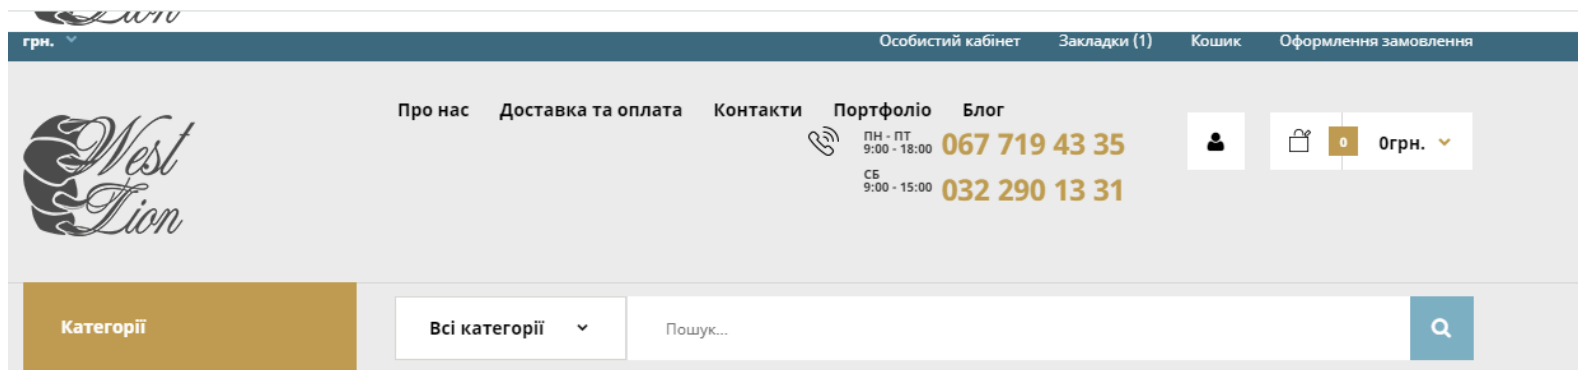 Lion
грн.
Особистий кабінет Закладки (1) Кошик Оформлення замовлення
Про нас Доставка та оплата Контакти Портфоліо Блог
West
Lion
ПН - ПТ
9:00 - 18:00 067 719 43 35
СБ
9:00 - 15:00 032 290 13 31
0 0грн.
Категорії
Всі категорії Пошук...